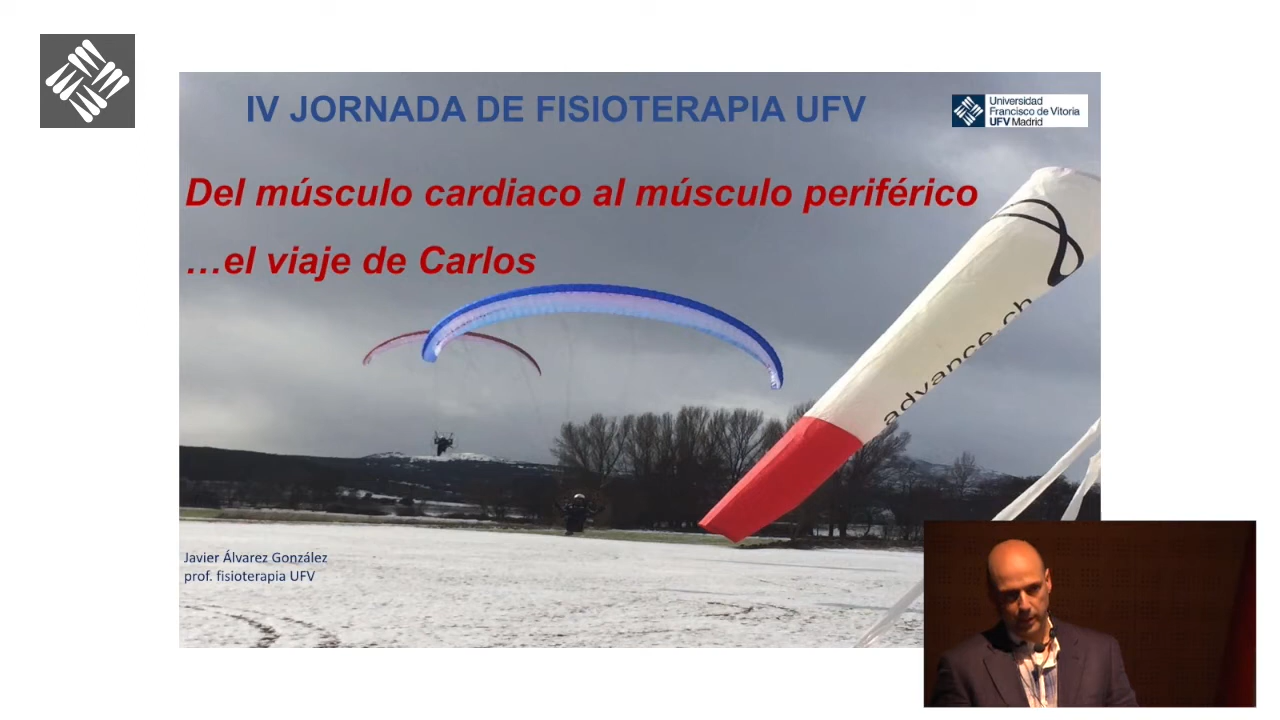 IV JORNADA DE FISIOTERAPIA UFV
Universidad
Francisco de Vitoria
UFV Madrid
Del músculo cardiaco al músculo periférico
…el viaje de Carlos
advance.ch
Javier Álvarez González
prof. fisioterapia UFV